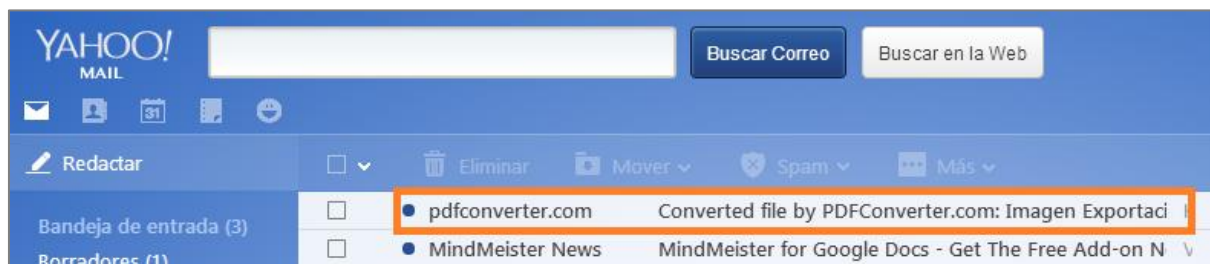 YAHOO!
MAIL
Buscar Correo
Buscar en la Web
31
Redactar
Eliminar
Mover
Spam
Más
Bandeja de entrada (3)
pdfconverter.com Converted file by PDFConverter.com: Imagen Exportaci
Borradores (1)
MindMeister News MindMeister for Google Docs - Get The Free Add-on N